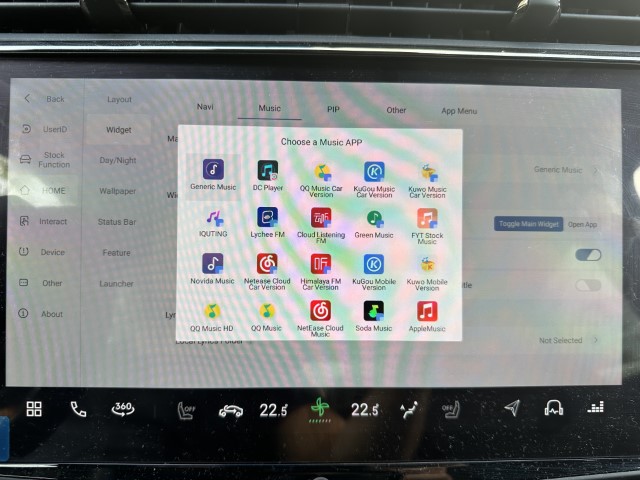 Back
Layout
Navi
Music
PIP
Other
App Menu
UserID
Widget
Choose a Music APP
Stock
Function
Day/Night
Generic Music
DC Player
QQ Music Car
Version
KuGou Music
Car Version
Kuwo Music
Car Version
Generic Music
HOME
Wallpaper
Interact
Status Bar
IQUTING
Lychee FM
Cloud Listening
FM
Green Music
FYT Stock
Music
Toggle Main Widget
Open App
Device
Feature
Other
Launcher
Novida Music
Netease Cloud
Car Version
Himalaya FM
Car Version
KuGou Mobile
Version
Kuwo Mobile
Version
About
QQ Music HD
QQ Music
NetEase Cloud
Music
Soda Music
AppleMusic
Local Lyrics Folder
Not Selected
360°
OFF
22.5
22.5
OFF